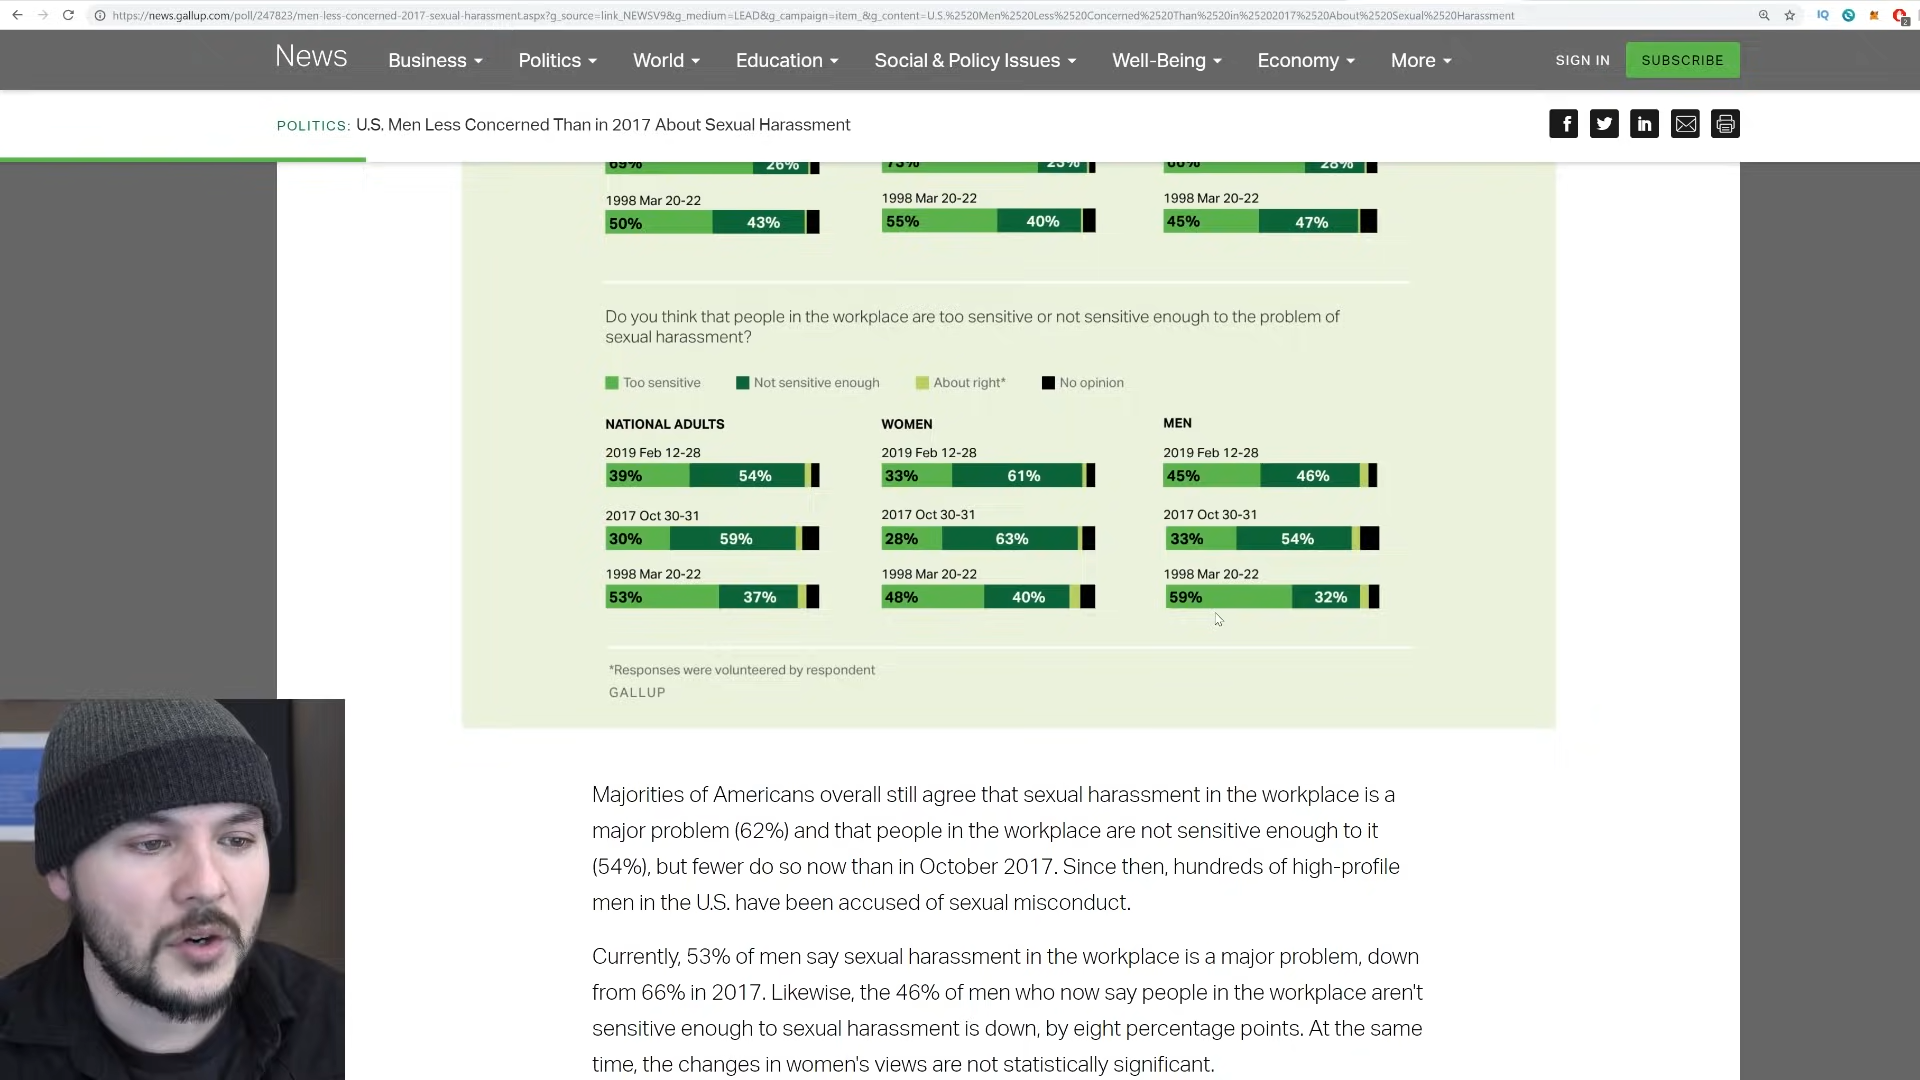 https://news.gallup.com/poll/247823/men-less-concerned-2017-sexual-harassment.aspx?g_source=link_NEWSV9&g_medium=LEAD&g_campaign=item_&g_content=U.S.%2520Men%2520Less%2520Concerned%2520Than%2520in%25202017%2520About%2520Sexual%2520Harassment
IQ
2
News Business Politics World Education Social & Policy Issues Well-Being Economy More SIGN IN SUBSCRIBE
POLITICS: U.S. Men Less Concerned Than in 2017 About Sexual Harassment
69% 26% 73% 23% 66% 28%
1998 Mar 20-22 1998 Mar 20-22 1998 Mar 20-22
50% 43% 55% 40% 45% 47%
Do you think that people in the workplace are too sensitive or not sensitive enough to the problem of
sexual harassment?
Too sensitive Not sensitive enough About right* No opinion
NATIONAL ADULTS WOMEN MEN
2019 Feb 12-28 2019 Feb 12-28 2019 Feb 12-28
39% 54% 33% 61% 45% 46%
2017 Oct 30-31 2017 Oct 30-31 2017 Oct 30-31
30% 59% 28% 63% 33% 54%
1998 Mar 20-22 1998 Mar 20-22 1998 Mar 20-22
53% 37% 48% 40% 59% 32%
*Responses were volunteered by respondent
GALLUP
Majorities of Americans overall still agree that sexual harassment in the workplace is a
major problem (62%) and that people in the workplace are not sensitive enough to it
(54%), but fewer do so now than in October 2017. Since then, hundreds of high-profile
men in the U.S. have been accused of sexual misconduct.
Currently, 53% of men say sexual harassment in the workplace is a major problem, down
from 66% in 2017. Likewise, the 46% of men who now say people in the workplace aren't
sensitive enough to sexual harassment is down, by eight percentage points. At the same
time, the changes in women's views are not statistically significant.